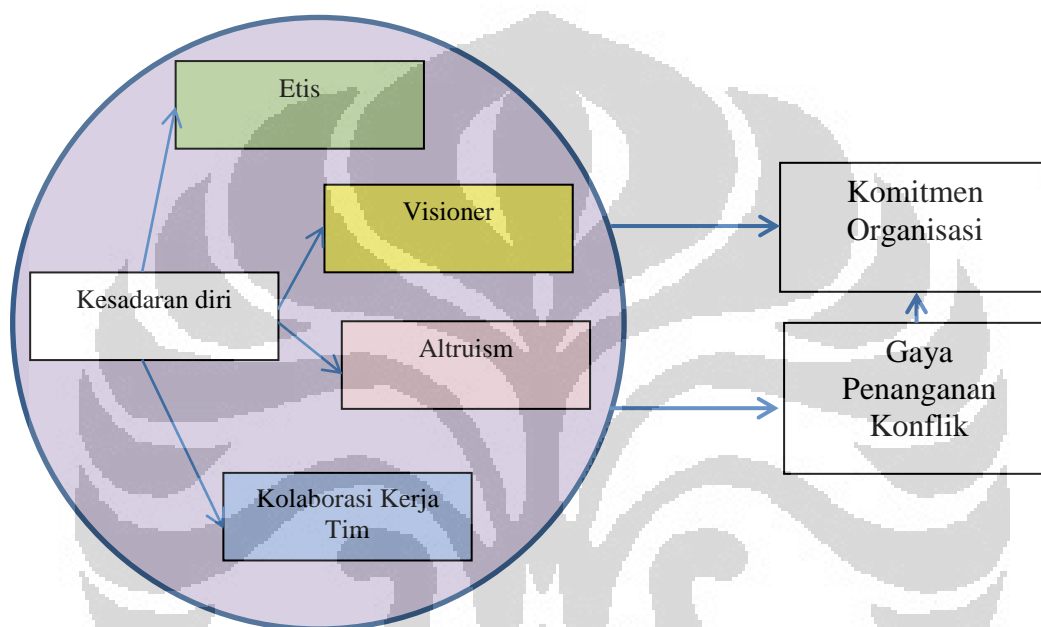 Etis
Visioner
Kesadaran diri
Altruism
Kolaborasi Kerja
Tim
Komitmen
Organisasi
Gaya
Penanganan
Konflik